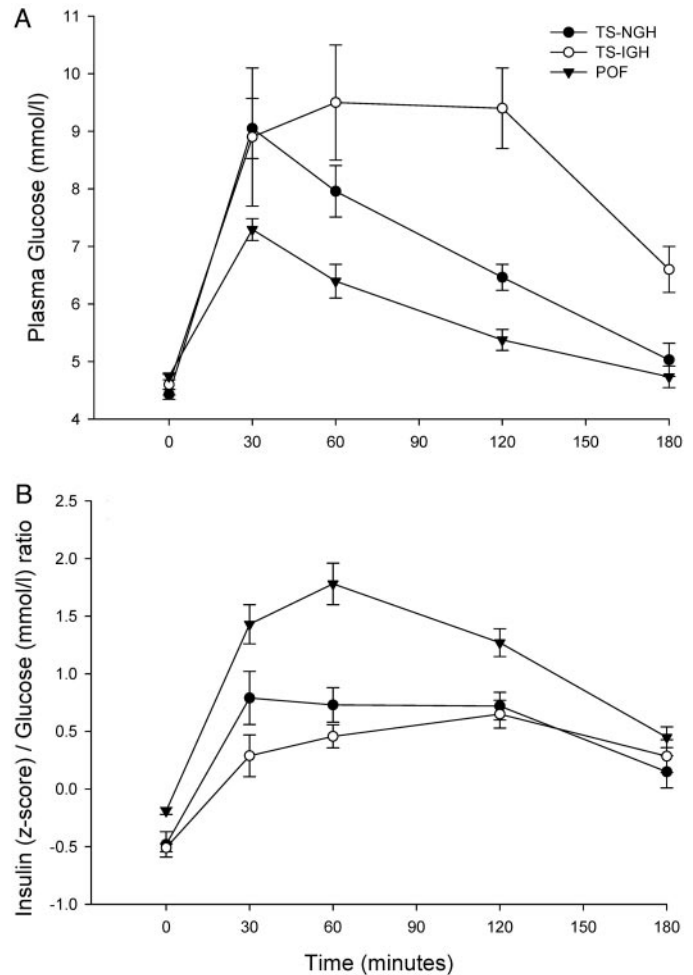 A
TS-NGH
TS-IGH
POF
Plasma Glucose (mmol/l)
11
10
9
8
7
6
5
4
0 30 60 90 120 150 180
B
Insulin (z-score) / Glucose (mmol/l) ratio
2.5
2.0
1.5
1.0
0.5
0.0
-0.5
-1.0
0 30 60 90 120 150 180
Time (minutes)